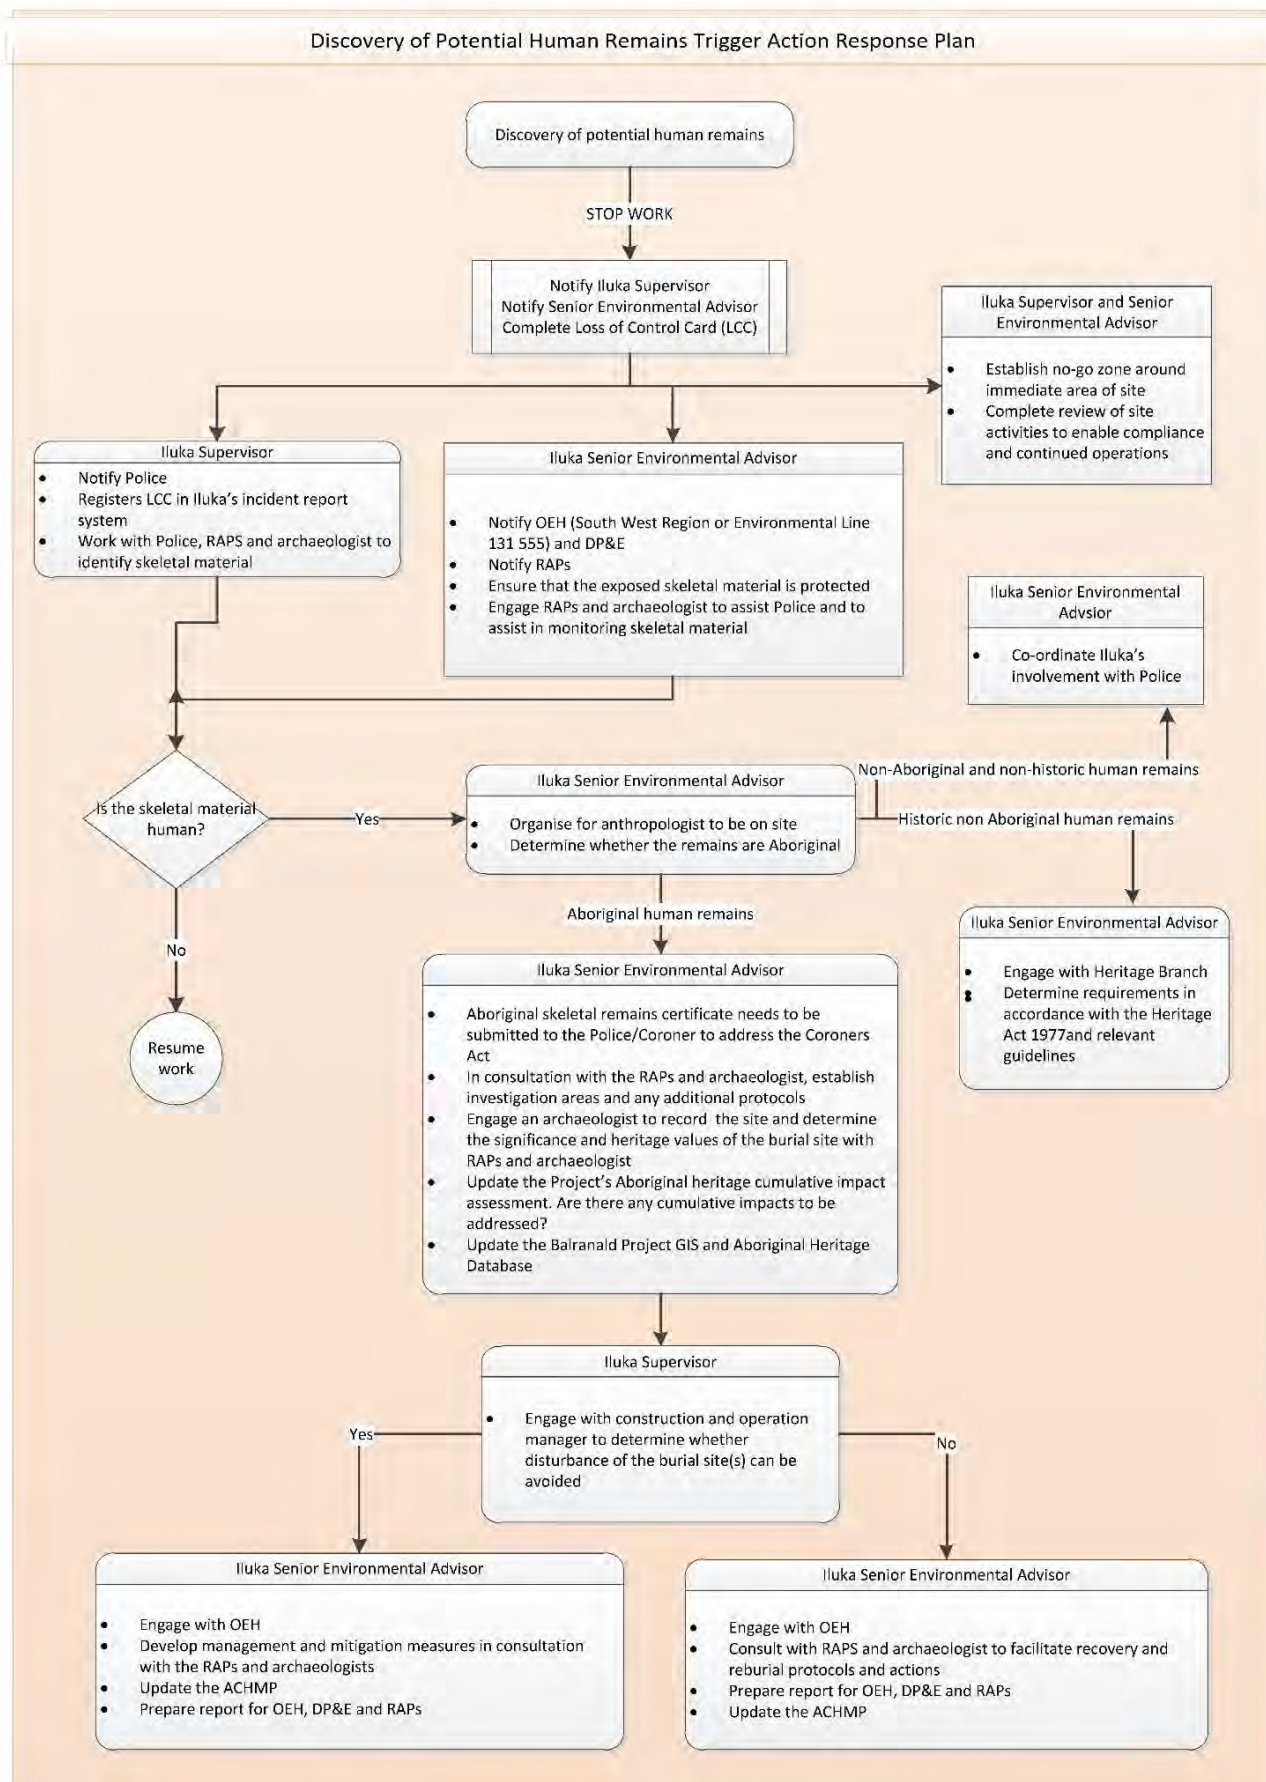 Discovery of Potential Human Remains Trigger Action Response Plan
Discovery of potential human remains
STOP WORK
Notify Iluka Supervisor
Notify Senior Environmental Advisor
Complete Loss of Control Card (LCC)
Iluka Supervisor and Senior
Environmental Advisor
• Establish no-go zone around
immediate area of site
• Complete review of site
activities to enable compliance
and continued operations
Iluka Supervisor
• Notify Police
• Registers LCC in Iluka's incident report
system
• Work with Police, RAPS and archaeologist to
identify skeletal material
Iluka Senior Environmental Advisor
• Notify OEH (South West Region or Environmental Line
131 555) and DP&E
• Notify RAPs
• Ensure that the exposed skeletal material is protected
• Engage RAPs and archaeologist to assist Police and to
assist in monitoring skeletal material
Iluka Senior Environmental
Advsior
• Co-ordinate Iluka's
involvement with Police
Is the skeletal material
human?
Yes
Iluka Senior Environmental Advisor
• Organise for anthropologist to be on site
• Determine whether the remains are Aboriginal
Non-Aboriginal and non-historic human remains
Historic non Aboriginal human remains
No
Resume
work
Aboriginal human remains
Iluka Senior Environmental Advisor
• Engage with Heritage Branch
• Determine requirements in
accordance with the Heritage
Act 1977and relevant
guidelines
Iluka Senior Environmental Advisor
• Aboriginal skeletal remains certificate needs to be
submitted to the Police/Coroner to address the Coroners
Act
• In consultation with the RAPs and archaeologist, establish
investigation areas and any additional protocols
• Engage an archaeologist to record the site and determine
the significance and heritage values of the burial site with
RAPs and archaeologist
• Update the Project's Aboriginal heritage cumulative impact
assessment. Are there any cumulative impacts to be
addressed?
• Update the Balranald Project GIS and Aboriginal Heritage
Database
Iluka Supervisor
• Engage with construction and operation
manager to determine whether
disturbance of the burial site(s) can be
avoided
Yes
No
Iluka Senior Environmental Advisor
• Engage with OEH
• Develop management and mitigation measures in consultation
with the RAPs and archaeologists
• Update the ACHMP
• Prepare report for OEH, DP&E and RAPs
Iluka Senior Environmental Advisor
• Engage with OEH
• Consult with RAPS and archaeologist to facilitate recovery and
reburial protocols and actions
• Prepare report for OEH, DP&E and RAPs
• Update the ACHMP